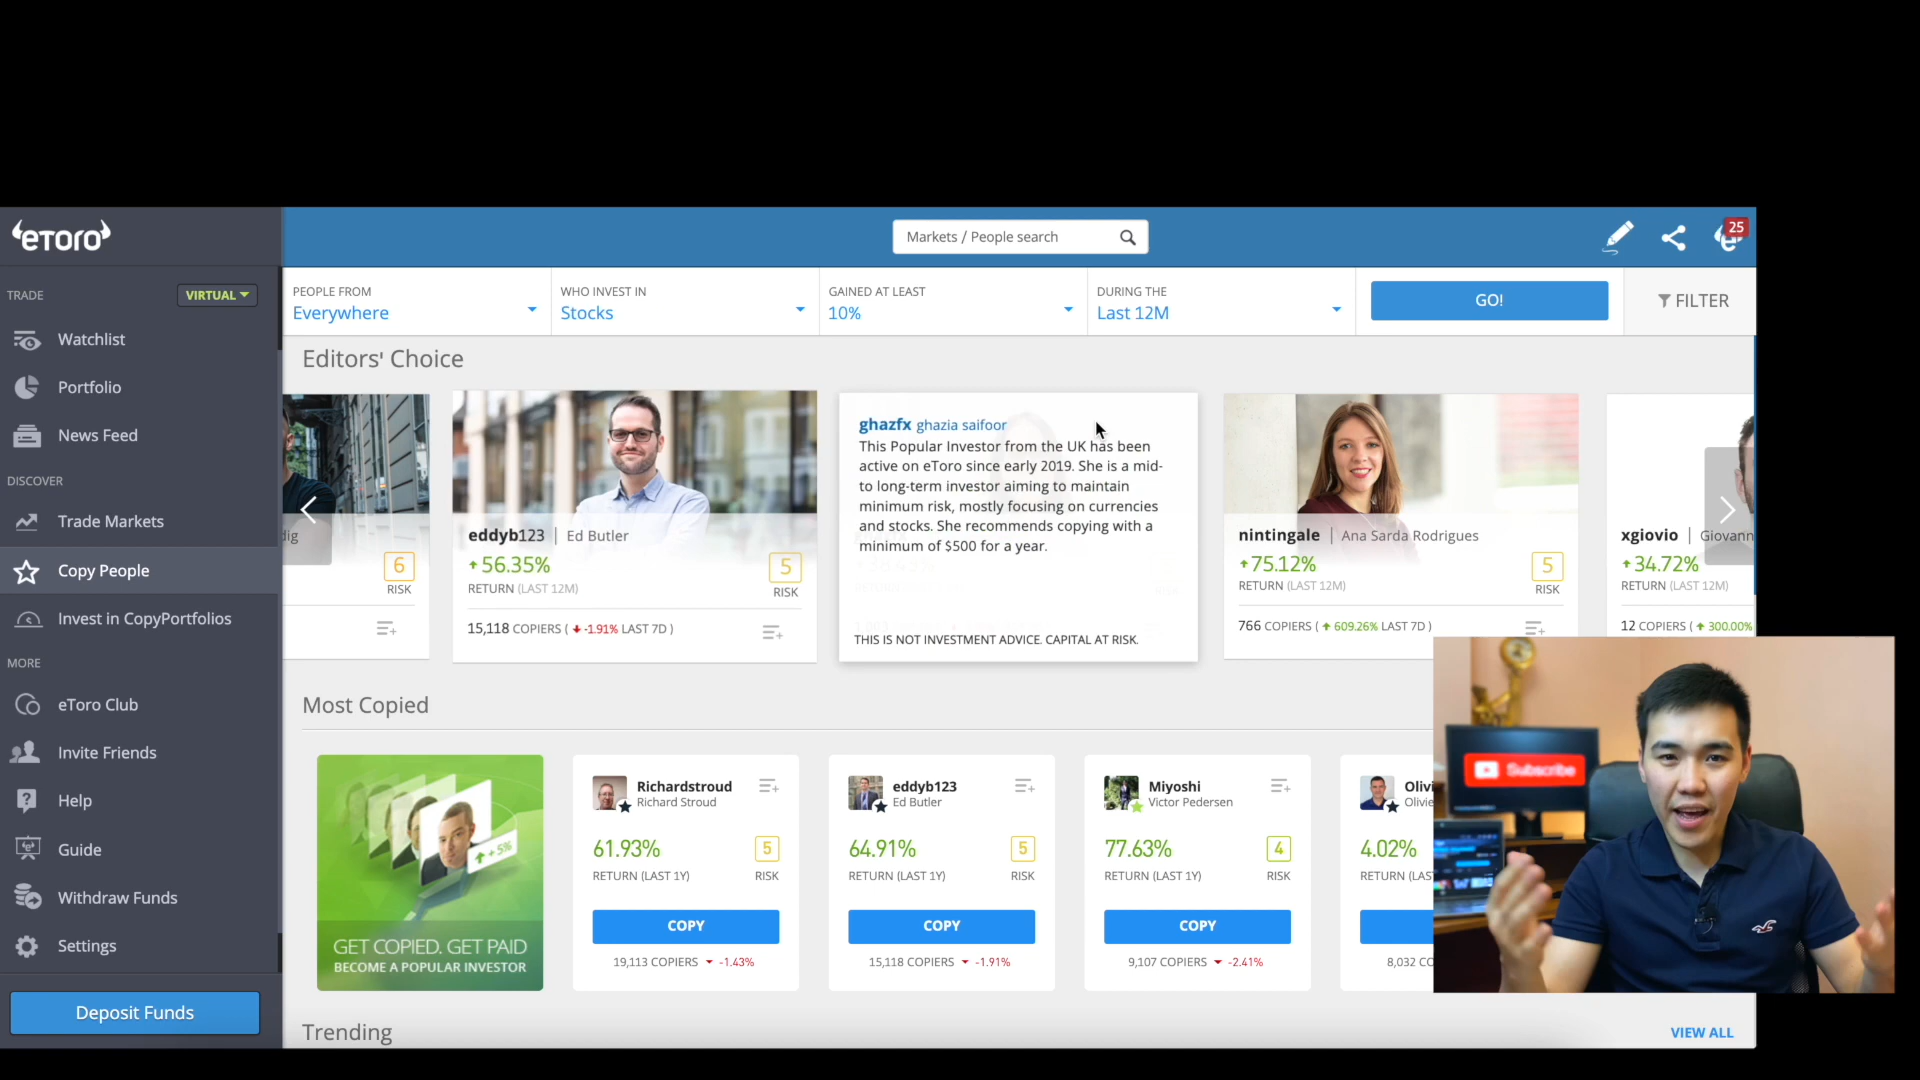 eToro
Markets / People search
25
TRADE
VIRTUAL
Watchlist
Portfolio
News Feed
DISCOVER
Trade Markets
Copy People
Invest in CopyPortfolios
MORE
eToro Club
Invite Friends
Help
Guide
Withdraw Funds
Settings
Deposit Funds
PEOPLE FROM
Everywhere
WHO INVEST IN
Stocks
GAINED AT LEAST
10%
DURING THE
Last 12M
GO!
FILTER
Editors' Choice
dig
6
RISK
eddyb123 | Ed Butler
56.35%
RETURN (LAST 12M)
5
RISK
15,118 COPIERS ( -1.91% LAST 7D )
ghazfx ghazia saifoor
This Popular Investor from the UK has been
active on eToro since early 2019. She is a mid-
to long-term investor aiming to maintain
minimum risk, mostly focusing on currencies
and stocks. She recommends copying with a
minimum of $500 for a year.
THIS IS NOT INVESTMENT ADVICE. CAPITAL AT RISK.
nintingale | Ana Sarda Rodrigues
75.12%
RETURN (LAST 12M)
5
RISK
766 COPIERS ( 609.26% LAST 7D )
xgiovio | Giovann
34.72%
RETURN (LAST 12M)
12 COPIERS ( 300.00%
Most Copied
GET COPIED. GET PAID
BECOME A POPULAR INVESTOR
+5%
Richardstroud
Richard Stroud
61.93%
RETURN (LAST 1Y)
5
RISK
COPY
19,113 COPIERS -1.43%
eddyb123
Ed Butler
64.91%
RETURN (LAST 1Y)
5
RISK
COPY
15,118 COPIERS -1.91%
Miyoshi
Victor Pedersen
77.63%
RETURN (LAST 1Y)
4
RISK
COPY
9,107 COPIERS -2.41%
Olivi
Olivie
4.02%
RETURN (LAS
8,032 CO
Subscribe
Trending
VIEW ALL